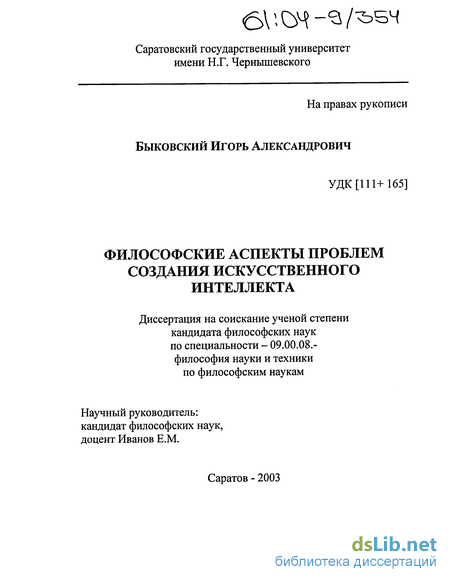 61:04-9/354
Саратовский государственный университет
имени Н.Г. Чернышевского
На правах рукописи
Быковский Игорь Александрович
УДК [111+ 165]
ФИЛОСОФСКИЕ АСПЕКТЫ ПРОБЛЕМ
СОЗДАНИЯ ИСКУССТВЕННОГО
ИНТЕЛЛЕКТА
Диссертация на соискание ученой степени
кандидата философских наук
по специальности – 09.00.08.-
философия науки и техники
по философским наукам
Научный руководитель:
кандидат философских наук,
доцент Иванов Е.М.
Саратов - 2003
dsLib.net
библиотека диссертаций